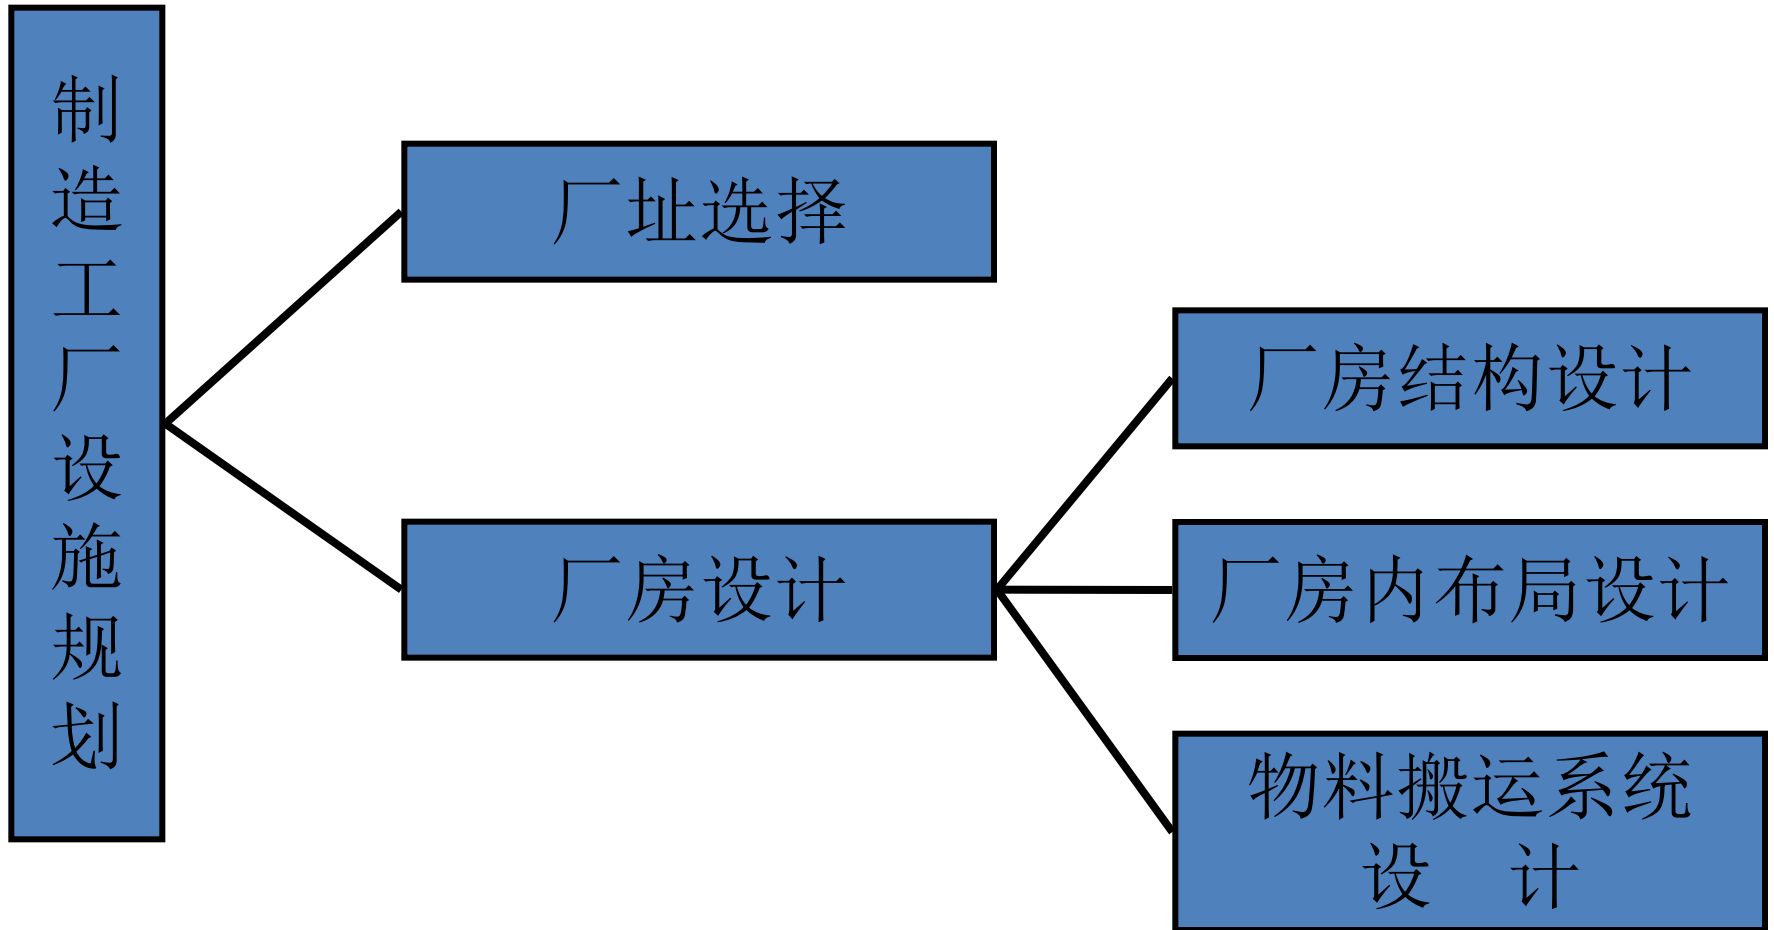 制造工厂设施规划
厂址选择
厂房设计
厂房结构设计
厂房内布局设计
物料搬运系统
设 计